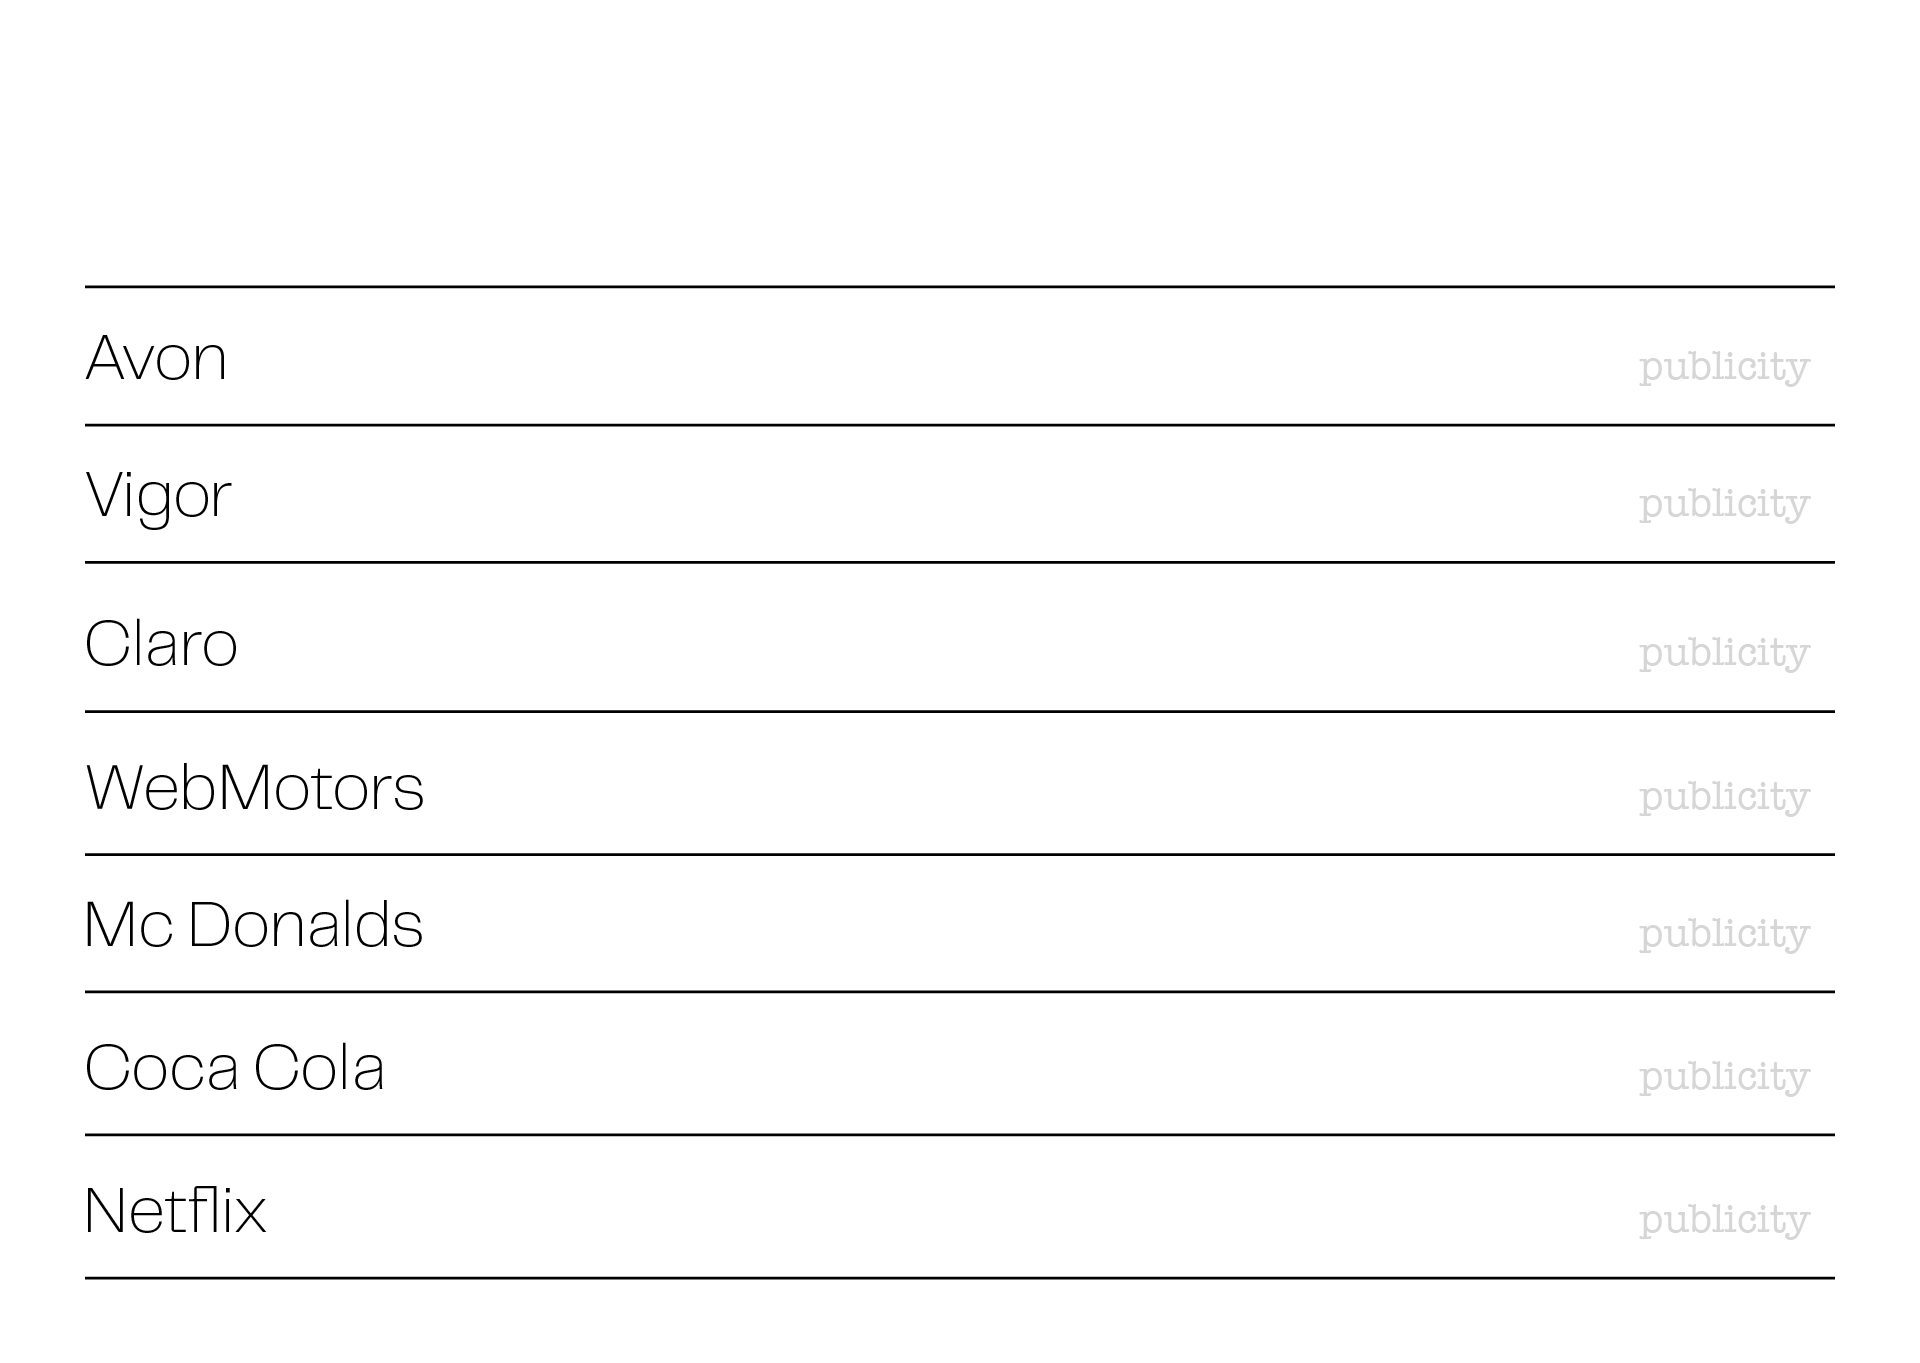 Avon publicity
Vigor publicity
Claro publicity
WebMotors publicity
Mc Donalds publicity
Coca Cola publicity
Netflix publicity